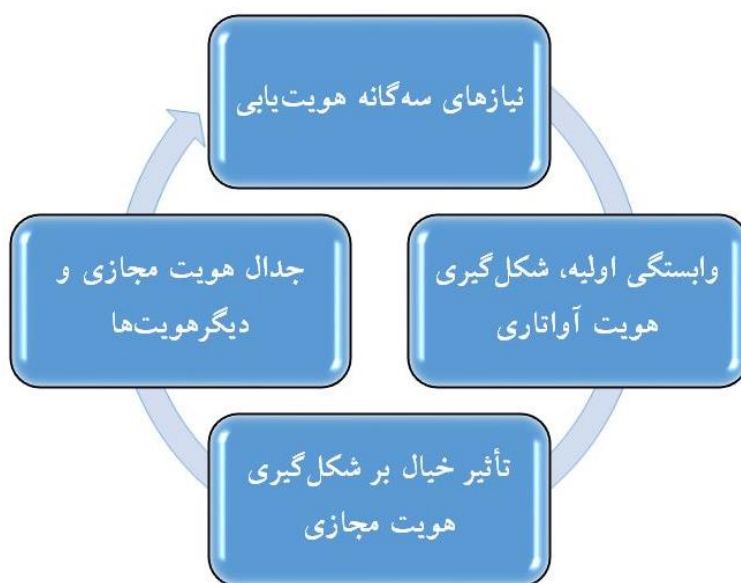 نیازهای سه‌گانه هویت‌یابی
وابستگی اولیه، شکل‌گیری
هویت آواتاری
تأثیر خیال بر شکل‌گیری
هویت مجازی
جدال هویت مجازی و
دیگرهویت‌ها